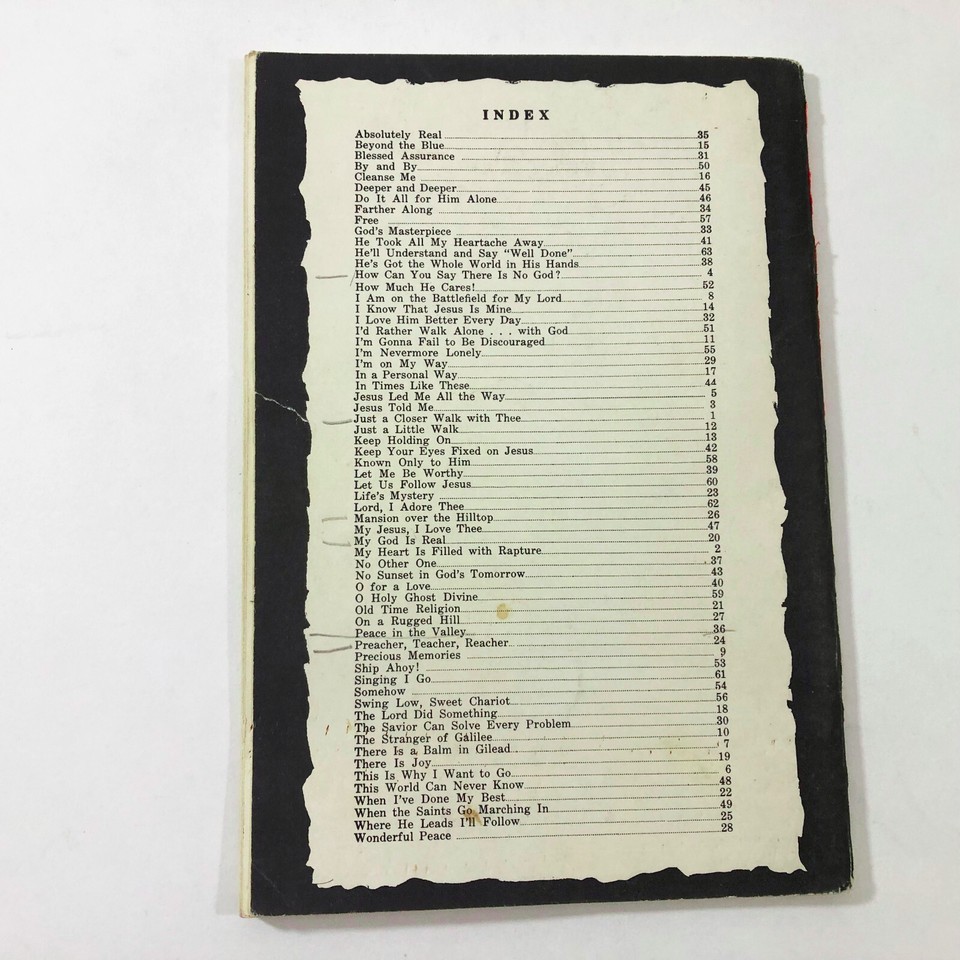 INDEX
Absolutely Real 35
Beyond the Blue 15
Blessed Assurance 31
By and By 50
Cleanse Me 16
Deeper and Deeper 45
Do It All for Him Alone 46
Farther Along 34
Free 57
God's Masterpiece 33
He Took All My Heartache Away 41
He'll Understand and Say "Well Done" 63
He's Got the Whole World in His Hands 38
How Can You Say There Is No God? 4
How Much He Cares! 52
I Am on the Battlefield for My Lord 8
I Know That Jesus Is Mine 14
I Love Him Better Every Day 32
I'd Rather Walk Alone . . . with God 51
I'm Gonna Fail to Be Discouraged 11
I'm Nevermore Lonely 55
I'm on My Way 29
In a Personal Way 17
In Times Like These 44
Jesus Led Me All the Way 5
Jesus Told Me 3
Just a Closer Walk with Thee 1
Just a Little Walk 12
Keep Holding On 13
Keep Your Eyes Fixed on Jesus 42
Known Only to Him 58
Let Me Be Worthy 39
Let Us Follow Jesus 60
Life's Mystery 23
Lord, I Adore Thee 62
Mansion over the Hilltop 26
My Jesus, I Love Thee 47
My God Is Real 20
My Heart Is Filled with Rapture 2
No Other One 37
No Sunset in God's Tomorrow 43
O for a Love 40
O Holy Ghost Divine 59
Old Time Religion 21
On a Rugged Hill 27
Peace in the Valley 36
Preacher, Teacher, Reacher 24
Precious Memories 9
Ship Ahoy! 53
Singing I Go 61
Somehow 54
Swing Low, Sweet Chariot 56
The Lord Did Something 18
The Savior Can Solve Every Problem 30
The Stranger of Galilee 10
There Is a Balm in Gilead 7
There Is Joy 19
This Is Why I Want to Go 6
This World Can Never Know 48
When I've Done My Best 22
When the Saints Go Marching In 49
Where He Leads I'll Follow 25
Wonderful Peace 28